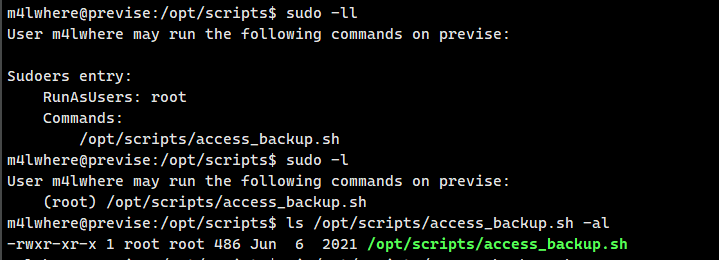 m4lwhere@previse:/opt/scripts$ sudo -ll
User m4lwhere may run the following commands on previse:
Sudoers entry:
RunAsUsers: root
Commands:
/opt/scripts/access_backup.sh
m4lwhere@previse:/opt/scripts$ sudo -l
User m4lwhere may run the following commands on previse:
(root) /opt/scripts/access_backup.sh
m4lwhere@previse:/opt/scripts$ ls /opt/scripts/access_backup.sh -al
-rwxr-xr-x 1 root root 486 Jun  6  2021 /opt/scripts/access_backup.sh